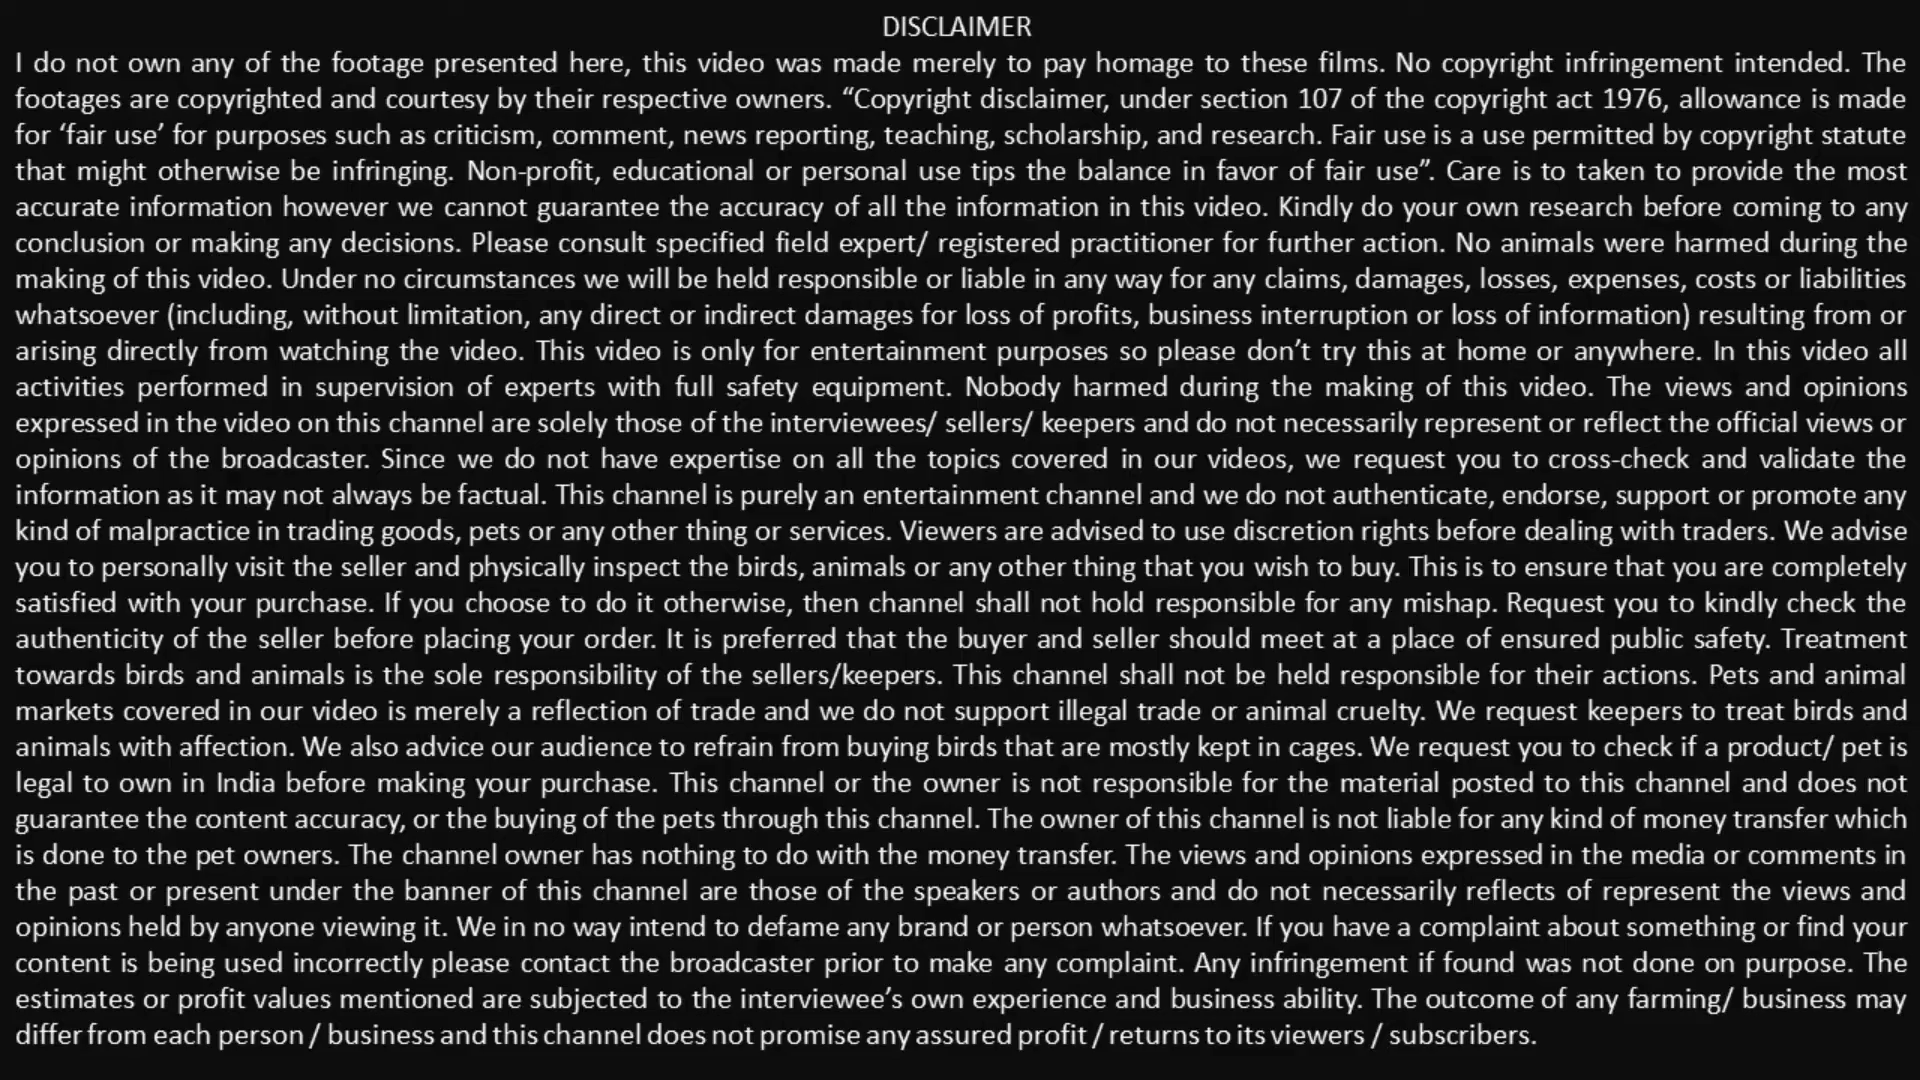 DISCLAIMER
I do not own any of the footage presented here, this video was made merely to pay homage to these films. No copyright infringement intended. The
footages are copyrighted and courtesy by their respective owners. “Copyright disclaimer, under section 107 of the copyright act 1976, allowance is made
for ‘fair use’ for purposes such as criticism, comment, news reporting, teaching, scholarship, and research. Fair use is a use permitted by copyright statute
that might otherwise be infringing. Non-profit, educational or personal use tips the balance in favor of fair use”. Care is to taken to provide the most
accurate information however we cannot guarantee the accuracy of all the information in this video. Kindly do your own research before coming to any
conclusion or making any decisions. Please consult specified field expert/ registered practitioner for further action. No animals were harmed during the
making of this video. Under no circumstances we will be held responsible or liable in any way for any claims, damages, losses, expenses, costs or liabilities
whatsoever (including, without limitation, any direct or indirect damages for loss of profits, business interruption or loss of information) resulting from or
arising directly from watching the video. This video is only for entertainment purposes so please don’t try this at home or anywhere. In this video all
activities performed in supervision of experts with full safety equipment. Nobody harmed during the making of this video. The views and opinions
expressed in the video on this channel are solely those of the interviewees/ sellers/ keepers and do not necessarily represent or reflect the official views or
opinions of the broadcaster. Since we do not have expertise on all the topics covered in our videos, we request you to cross-check and validate the
information as it may not always be factual. This channel is purely an entertainment channel and we do not authenticate, endorse, support or promote any
kind of malpractice in trading goods, pets or any other thing or services. Viewers are advised to use discretion rights before dealing with traders. We advise
you to personally visit the seller and physically inspect the birds, animals or any other thing that you wish to buy. This is to ensure that you are completely
satisfied with your purchase. If you choose to do it otherwise, then channel shall not hold responsible for any mishap. Request you to kindly check the
authenticity of the seller before placing your order. It is preferred that the buyer and seller should meet at a place of ensured public safety. Treatment
towards birds and animals is the sole responsibility of the sellers/keepers. This channel shall not be held responsible for their actions. Pets and animal
markets covered in our video is merely a reflection of trade and we do not support illegal trade or animal cruelty. We request keepers to treat birds and
animals with affection. We also advice our audience to refrain from buying birds that are mostly kept in cages. We request you to check if a product/ pet is
legal to own in India before making your purchase. This channel or the owner is not responsible for the material posted to this channel and does not
guarantee the content accuracy, or the buying of the pets through this channel. The owner of this channel is not liable for any kind of money transfer which
is done to the pet owners. The channel owner has nothing to do with the money transfer. The views and opinions expressed in the media or comments in
the past or present under the banner of this channel are those of the speakers or authors and do not necessarily reflects of represent the views and
opinions held by anyone viewing it. We in no way intend to defame any brand or person whatsoever. If you have a complaint about something or find your
content is being used incorrectly please contact the broadcaster prior to make any complaint. Any infringement if found was not done on purpose. The
estimates or profit values mentioned are subjected to the interviewee’s own experience and business ability. The outcome of any farming/ business may
differ from each person / business and this channel does not promise any assured profit / returns to its viewers / subscribers.